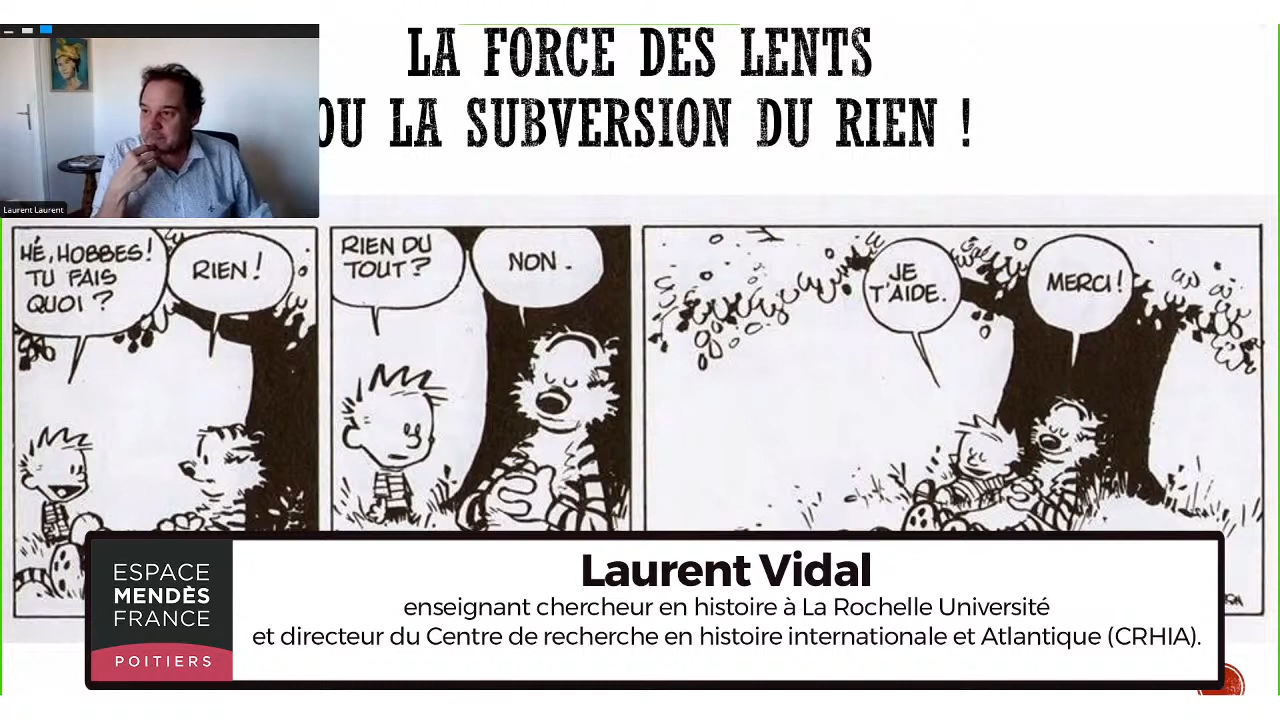 LA FORCE DES LENTS
OU LA SUBVERSION DU RIEN !
Laurent Laurent
HÉ, HOBBES!
TU FAIS
QUOI ?
RIEN !
RIEN DU
TOUT ?
NON.
JE
T'AIDE.
MERCI !
Laurent Vidal
enseignant chercheur en histoire à La Rochelle Université
et directeur du Centre de recherche en histoire internationale et Atlantique (CRHIA).
ESPACE
MENDÈS
FRANCE
POITIERS